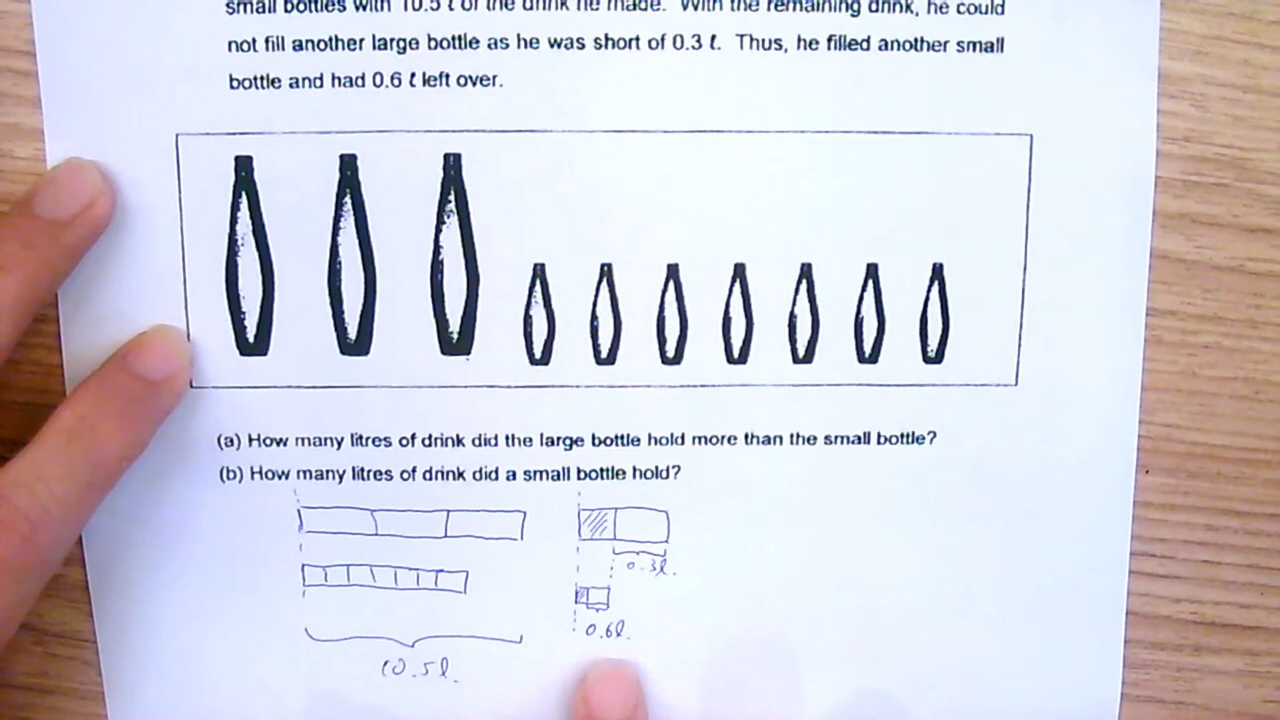 small bottles with 10.5 ℓ of the drink he made. With the remaining drink, he could
not fill another large bottle as he was short of 0.3 ℓ. Thus, he filled another small
bottle and had 0.6 ℓ left over.
(a) How many litres of drink did the large bottle hold more than the small bottle?
(b) How many litres of drink did a small bottle hold?
0.3ℓ.
0.6ℓ.
10.5ℓ.